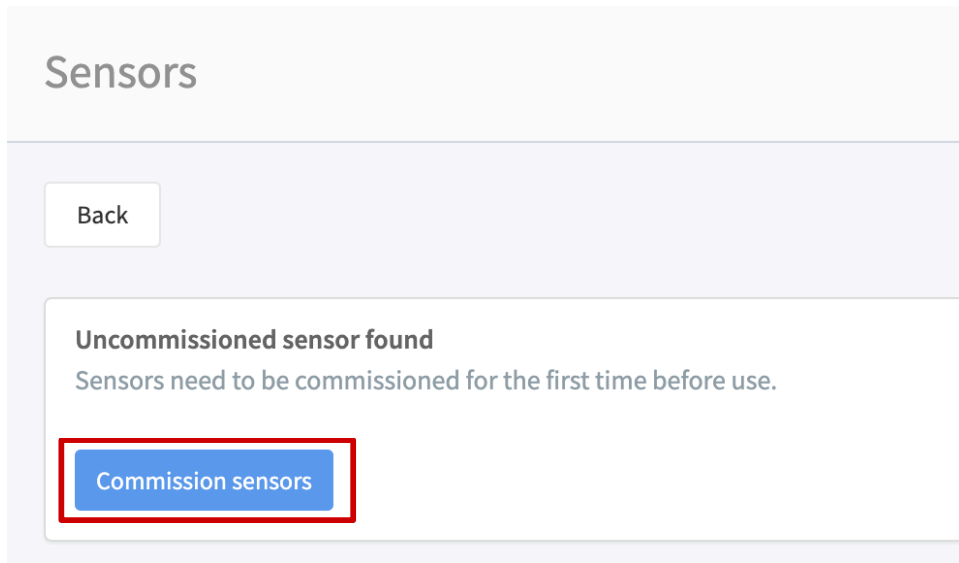 Sensors
Back
Uncommissioned sensor found
Sensors need to be commissioned for the first time before use.
Commission sensors